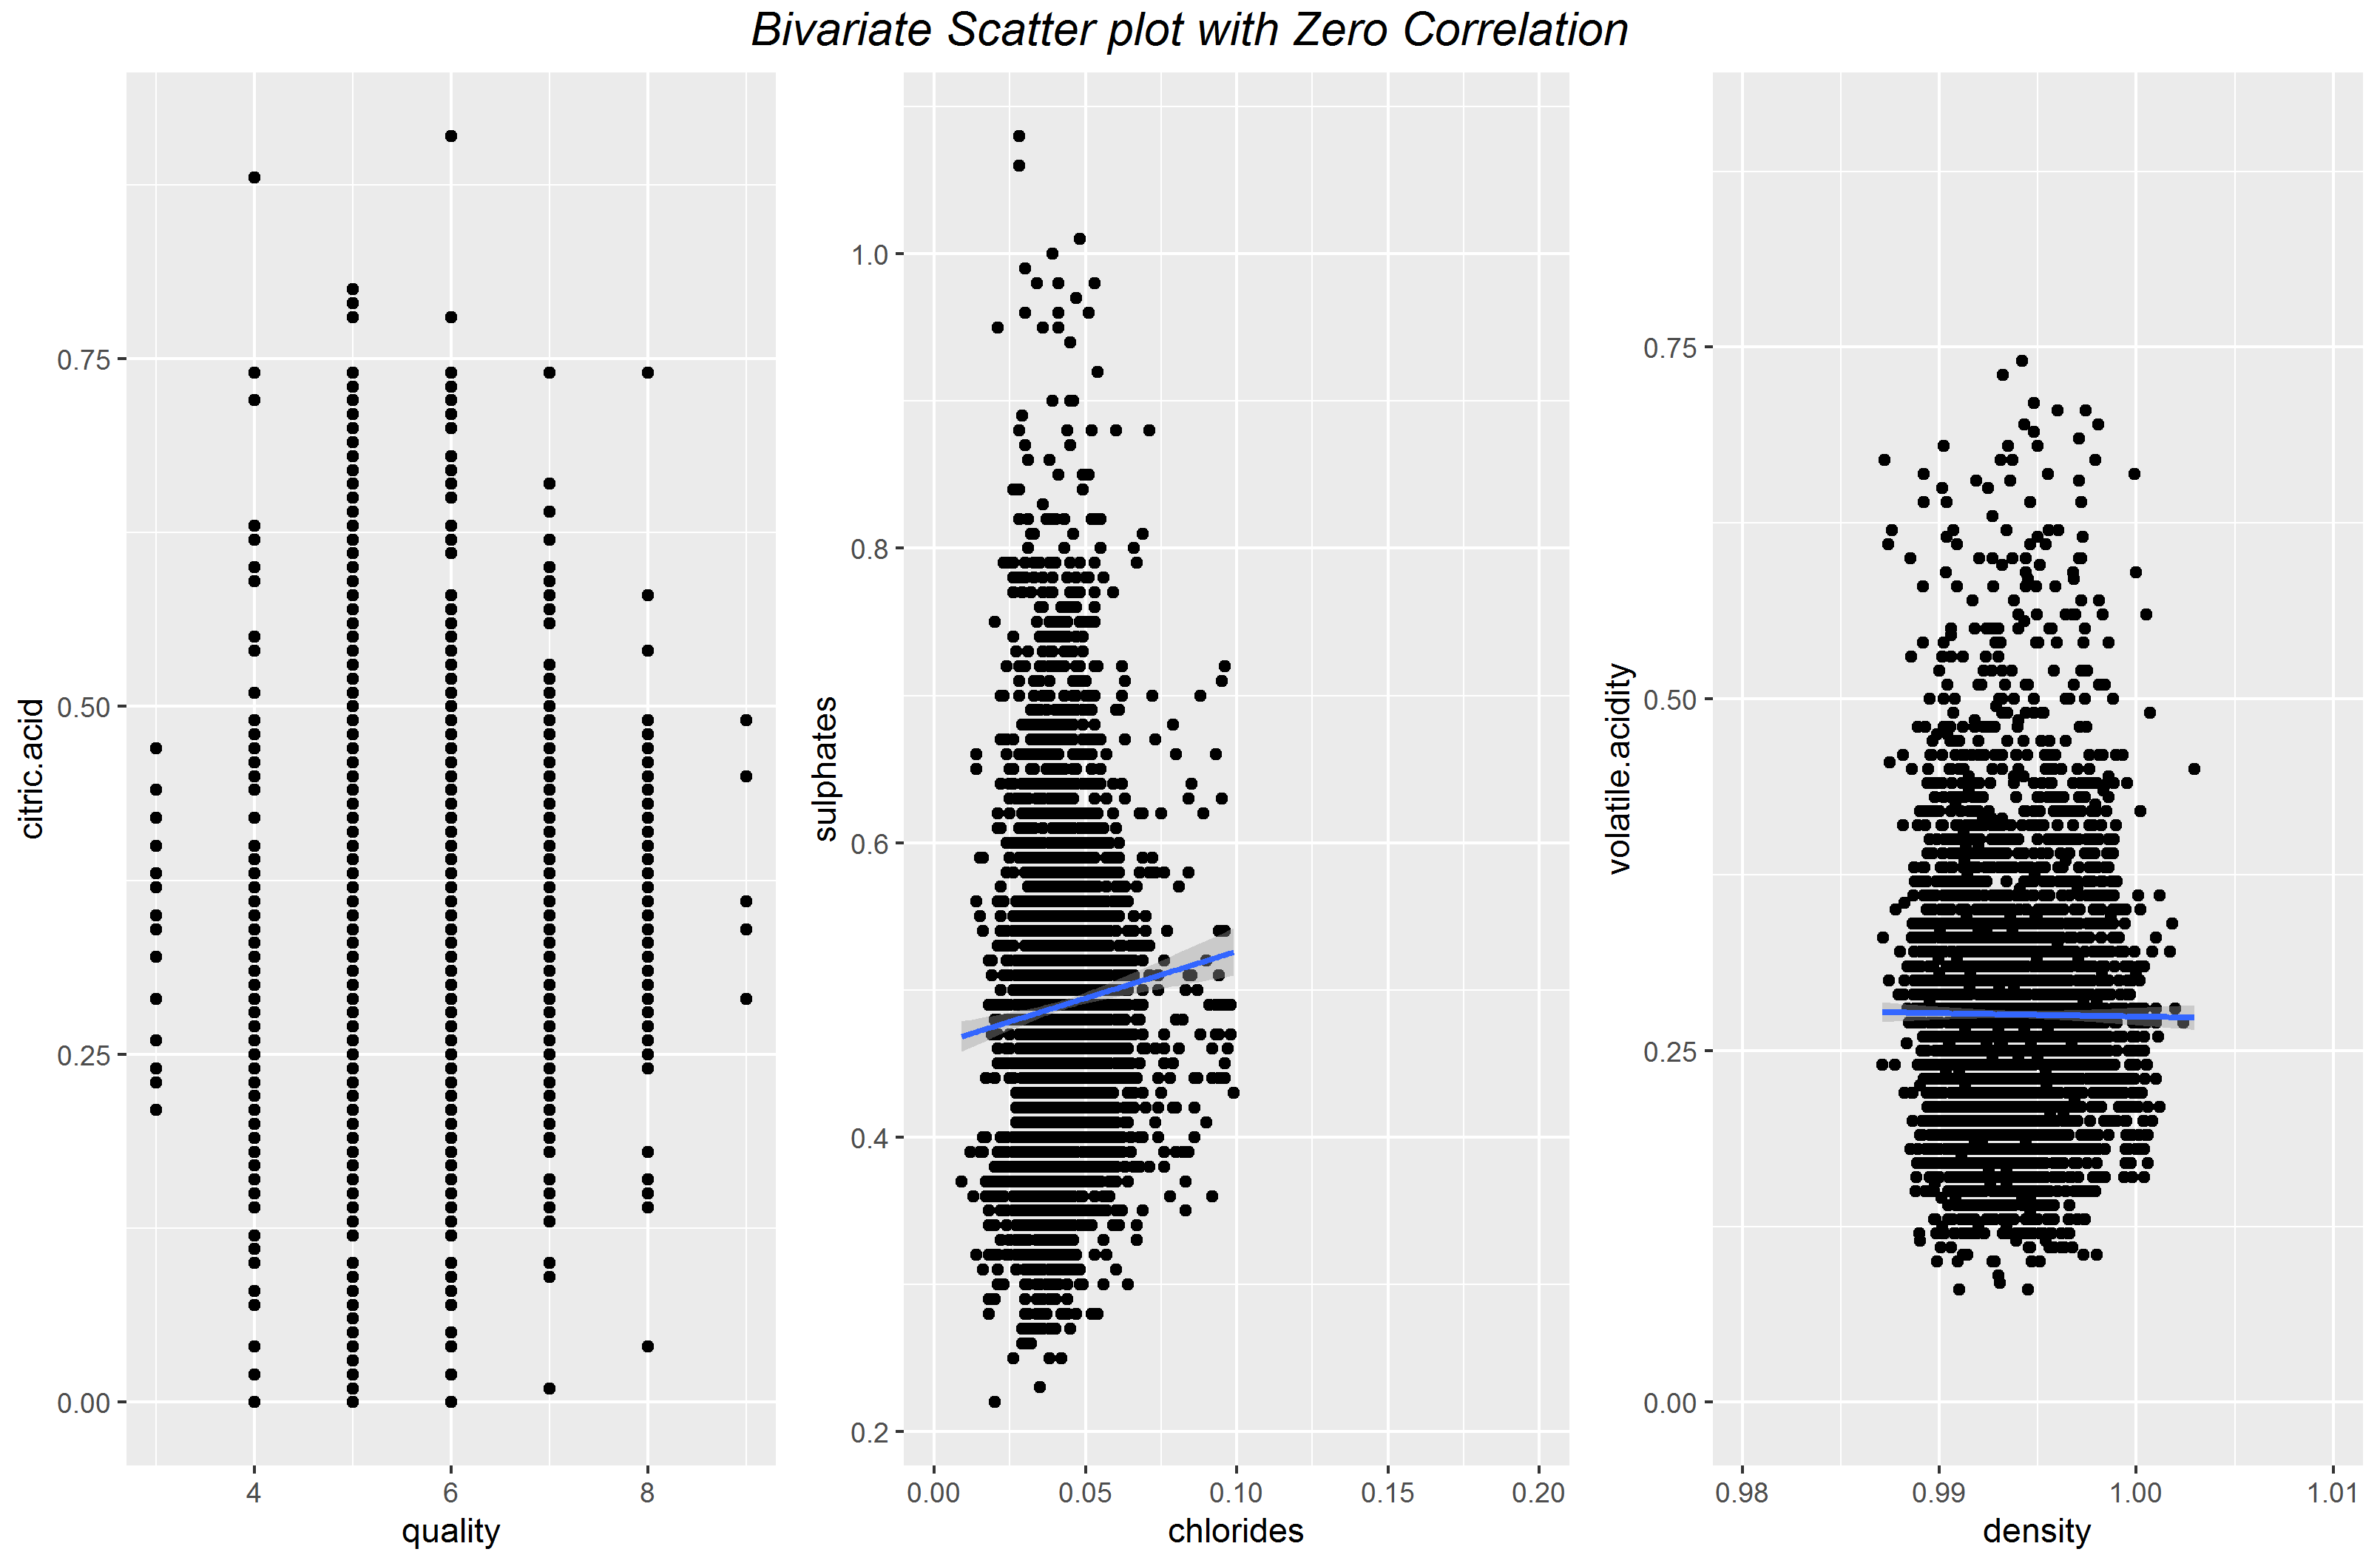 Bivariate Scatter plot with Zero Correlation
citric.acid
0.75
0.50
0.25
0.00
4 6 8
quality
sulphates
1.0
0.8
0.6
0.4
0.2
0.00 0.05 0.10 0.15 0.20
chlorides
volatile.acidity
0.75
0.50
0.25
0.00
0.98 0.99 1.00 1.01
density